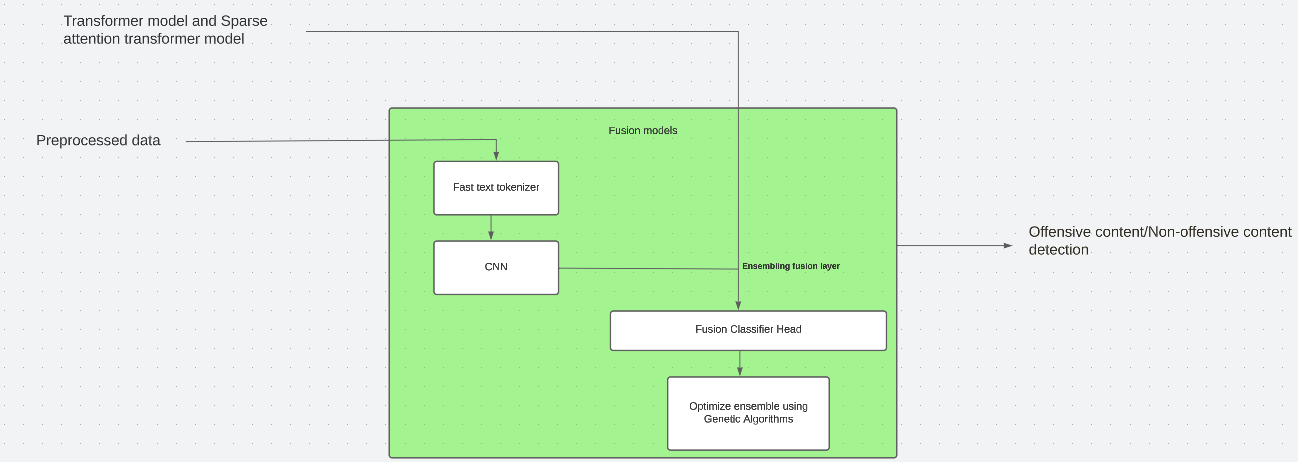 Transformer model and Sparse
attention transformer model
Preprocessed data
Fusion models
Fast text tokenizer
CNN
Ensembling fusion layer
Fusion Classifier Head
Optimize ensemble using
Genetic Algorithms
Offensive content/Non-offensive content
detection